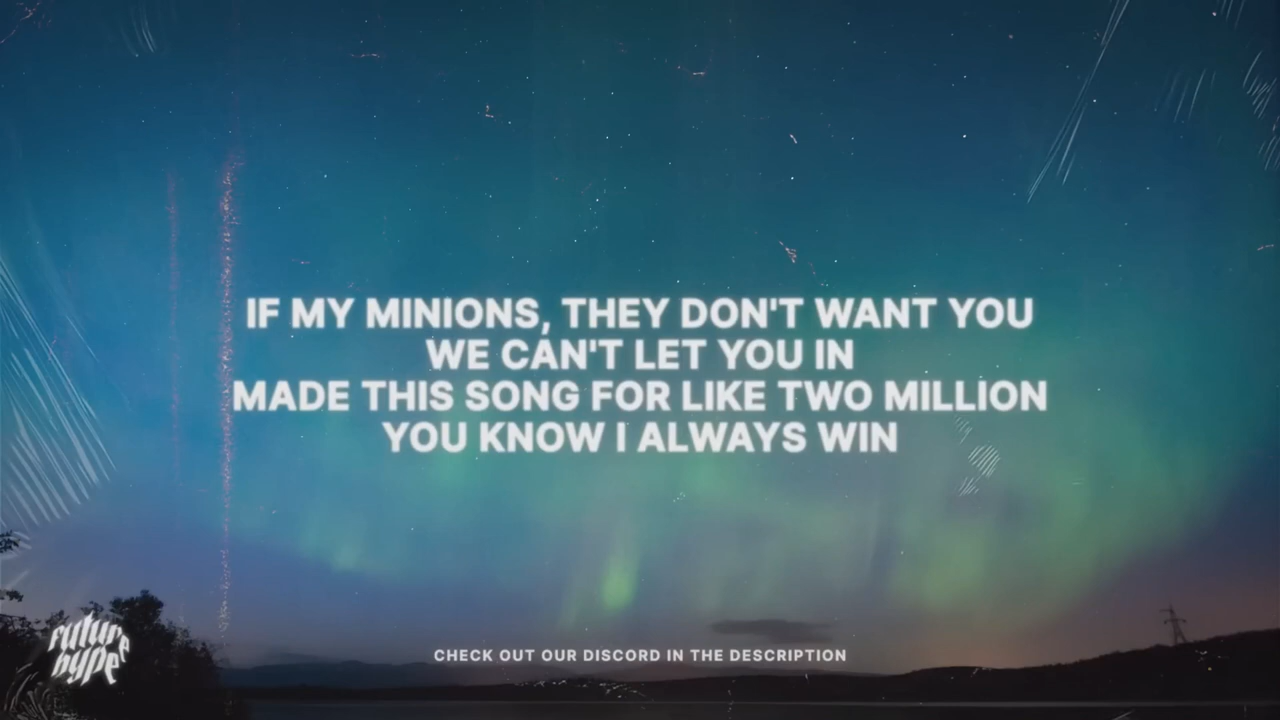 IF MY MINIONS, THEY DON'T WANT YOU
WE CAN'T LET YOU IN
MADE THIS SONG FOR LIKE TWO MILLION
YOU KNOW I ALWAYS WIN
CHECK OUT OUR DISCORD IN THE DESCRIPTION
future
hype